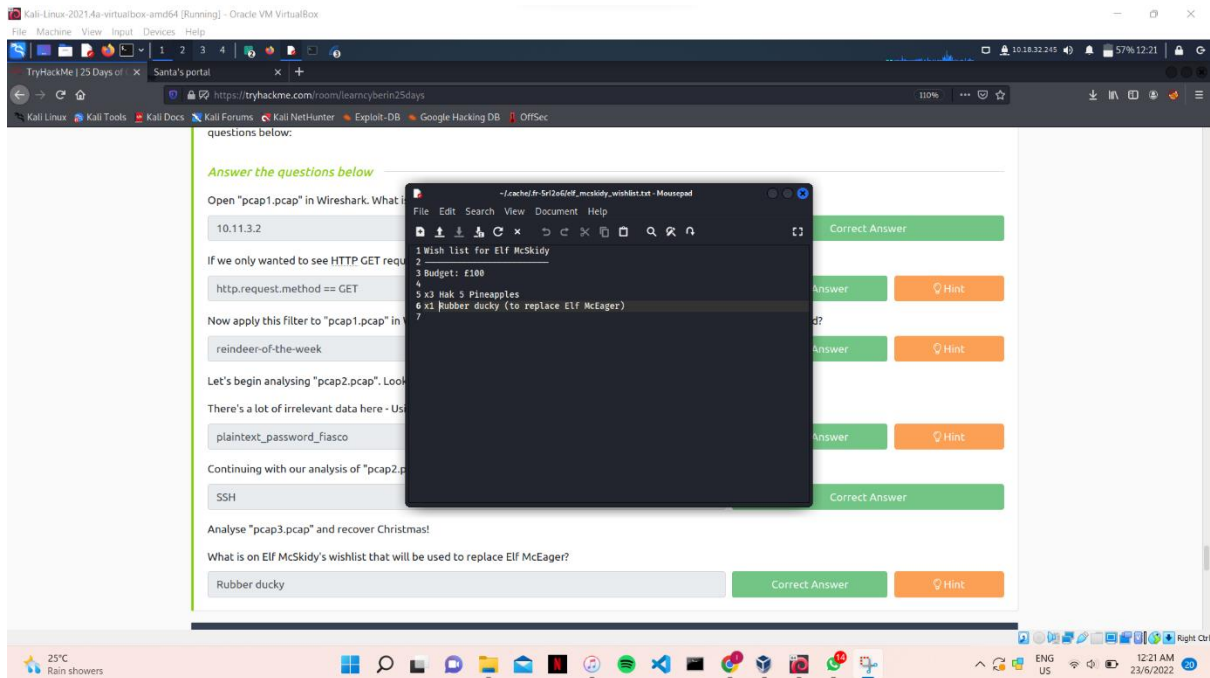 Kali-Linux-2021.4a-virtualbox-amd64 [Running] - Oracle VM VirtualBox
File Machine View Input Devices Help
1 2 3 4
10.18.32.245 57% 12:21
TryHackMe | 25 Days of Santa's portal
https://tryhackme.com/room/learncyberin25days 110%
Kali Linux Kali Tools Kali Docs Kali Forums Kali NetHunter Exploit-DB Google Hacking DB OffSec
questions below:
Answer the questions below
Open "pcap1.pcap" in Wireshark. What is
10.11.3.2 Correct Answer
If we only wanted to see HTTP GET requ
http.request.method == GET Answer Hint
Now apply this filter to "pcap1.pcap" in d?
reindeer-of-the-week Answer Hint
Let's begin analysing "pcap2.pcap". Look
There's a lot of irrelevant data here - Usi
plaintext_password_fiasco Answer Hint
Continuing with our analysis of "pcap2.p
SSH Correct Answer
Analyse "pcap3.pcap" and recover Christmas!
What is on Elf McSkidy's wishlist that will be used to replace Elf McEager?
Rubber ducky Correct Answer Hint
~/.cache/.fr-5rl2o6/elf_mcskidy_wishlist.txt - Mousepad
File Edit Search View Document Help
1 Wish list for Elf McSkidy
2 -------------------------
3 Budget: £100
4
5 x3 Hak 5 Pineapples
6 x1 Rubber ducky (to replace Elf McEager)
7
Right Ctrl
25°C
Rain showers
14
ENG
US
12:21 AM
23/6/2022
20